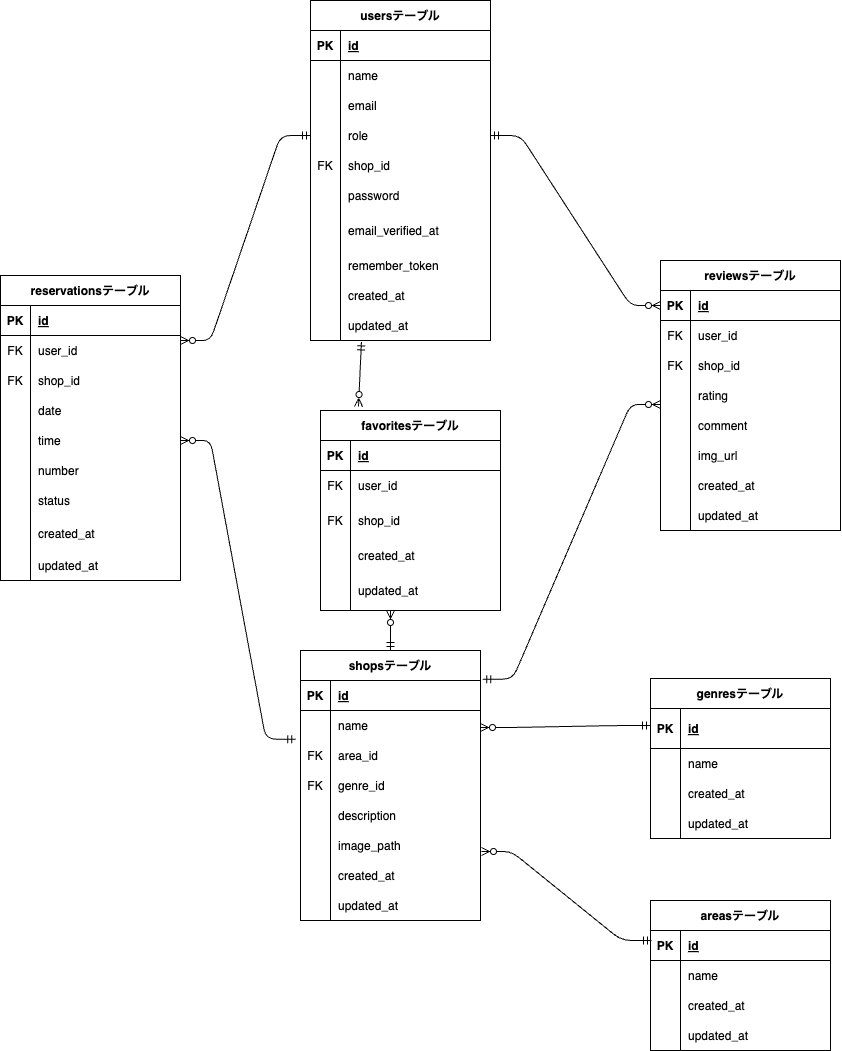 usersテーブル
PK id
name
email
role
FK shop_id
password
email_verified_at
remember_token
created_at
updated_at
reservationsテーブル
PK id
FK user_id
FK shop_id
date
time
number
status
created_at
updated_at
reviewsテーブル
PK id
FK user_id
FK shop_id
rating
comment
img_url
created_at
updated_at
favoritesテーブル
PK id
FK user_id
FK shop_id
created_at
updated_at
shopsテーブル
PK id
name
FK area_id
FK genre_id
description
image_path
created_at
updated_at
genresテーブル
PK id
name
created_at
updated_at
areasテーブル
PK id
name
created_at
updated_at